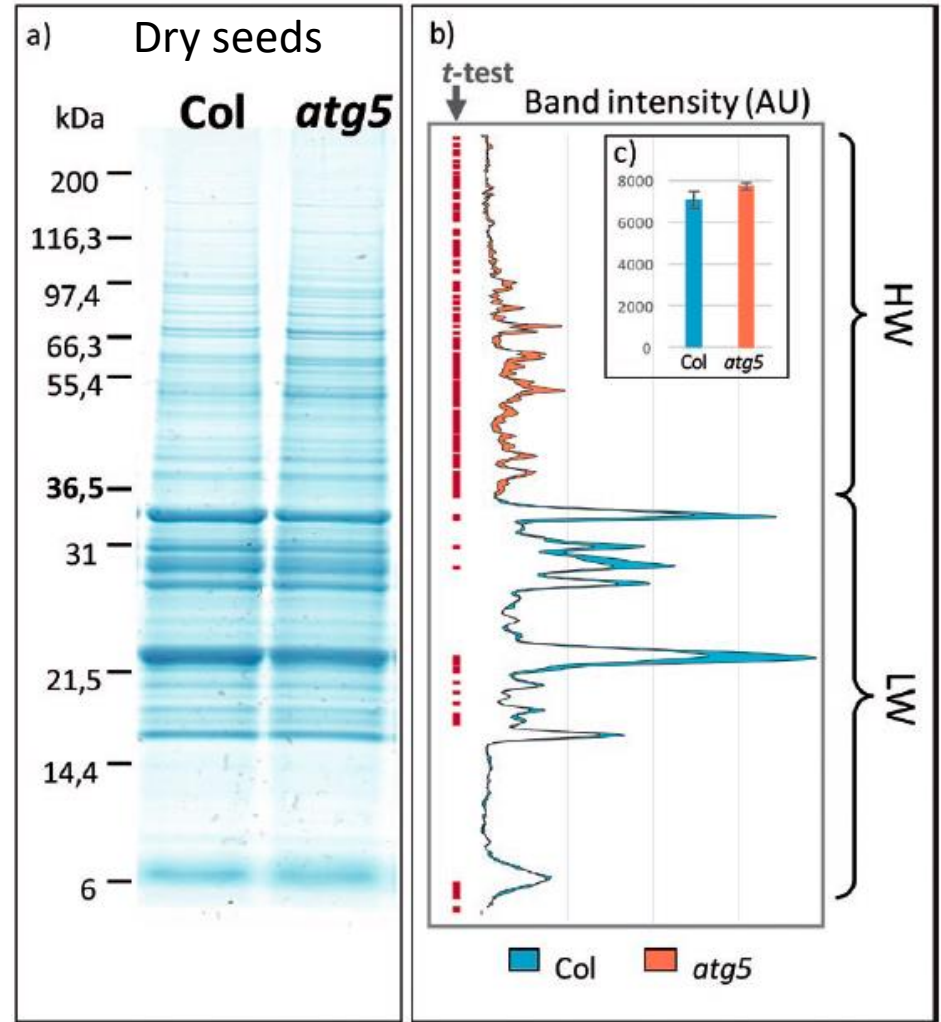 a) Dry seeds
kDa Col atg5
200
116,3
97,4
66,3
55,4
36,5
31
21,5
14,4
6
b)
t-test
Band intensity (AU)
c)
8000
6000
4000
2000
0
Col atg5
HW
LW
Col atg5